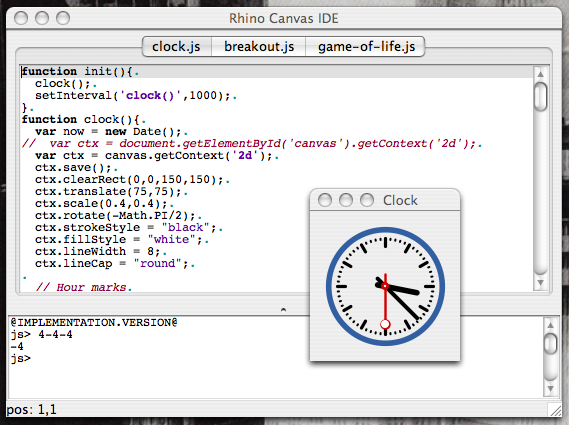 Rhino Canvas IDE
clock.js breakout.js game-of-life.js
function init(){.
clock();.
setInterval('clock()',1000);.
}.
function clock(){.
var now = new Date();.
//  var ctx = document.getElementById('canvas').getContext('2d');.
var ctx = canvas.getContext('2d');.
ctx.save();.
ctx.clearRect(0,0,150,150);.
ctx.translate(75,75);.
ctx.scale(0.4,0.4);.
ctx.rotate(-Math.PI/2);.
ctx.strokeStyle = "black";.
ctx.fillStyle = "white";.
ctx.lineWidth = 8;.
ctx.lineCap = "round";.
.
// Hour marks.
Clock
@IMPLEMENTATION.VERSION@
js> 4-4-4
-4
js>
pos: 1,1